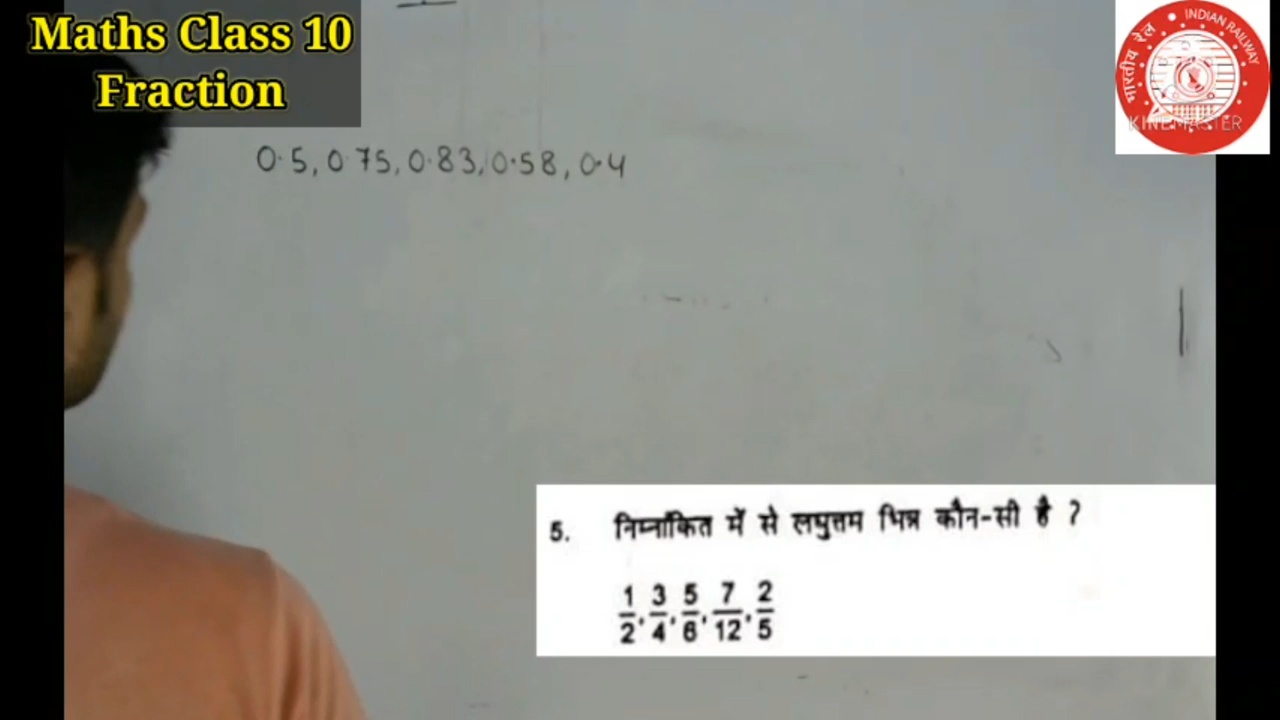 Maths Class 10
Fraction
भारतीय रेल
INDIAN RAILWAY
KINEMASTER
0.5, 0.75, 0.83, 0.58, 0.4
5. निम्नांकित में से लघुत्तम भिन्न कौन-सी है ?
1/2, 3/4, 5/6, 7/12, 2/5